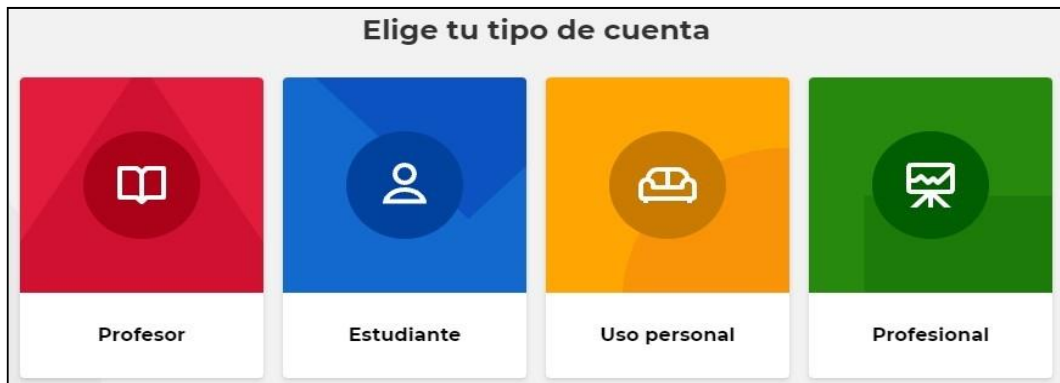 Elige tu tipo de cuenta
Profesor
Estudiante
Uso personal
Profesional